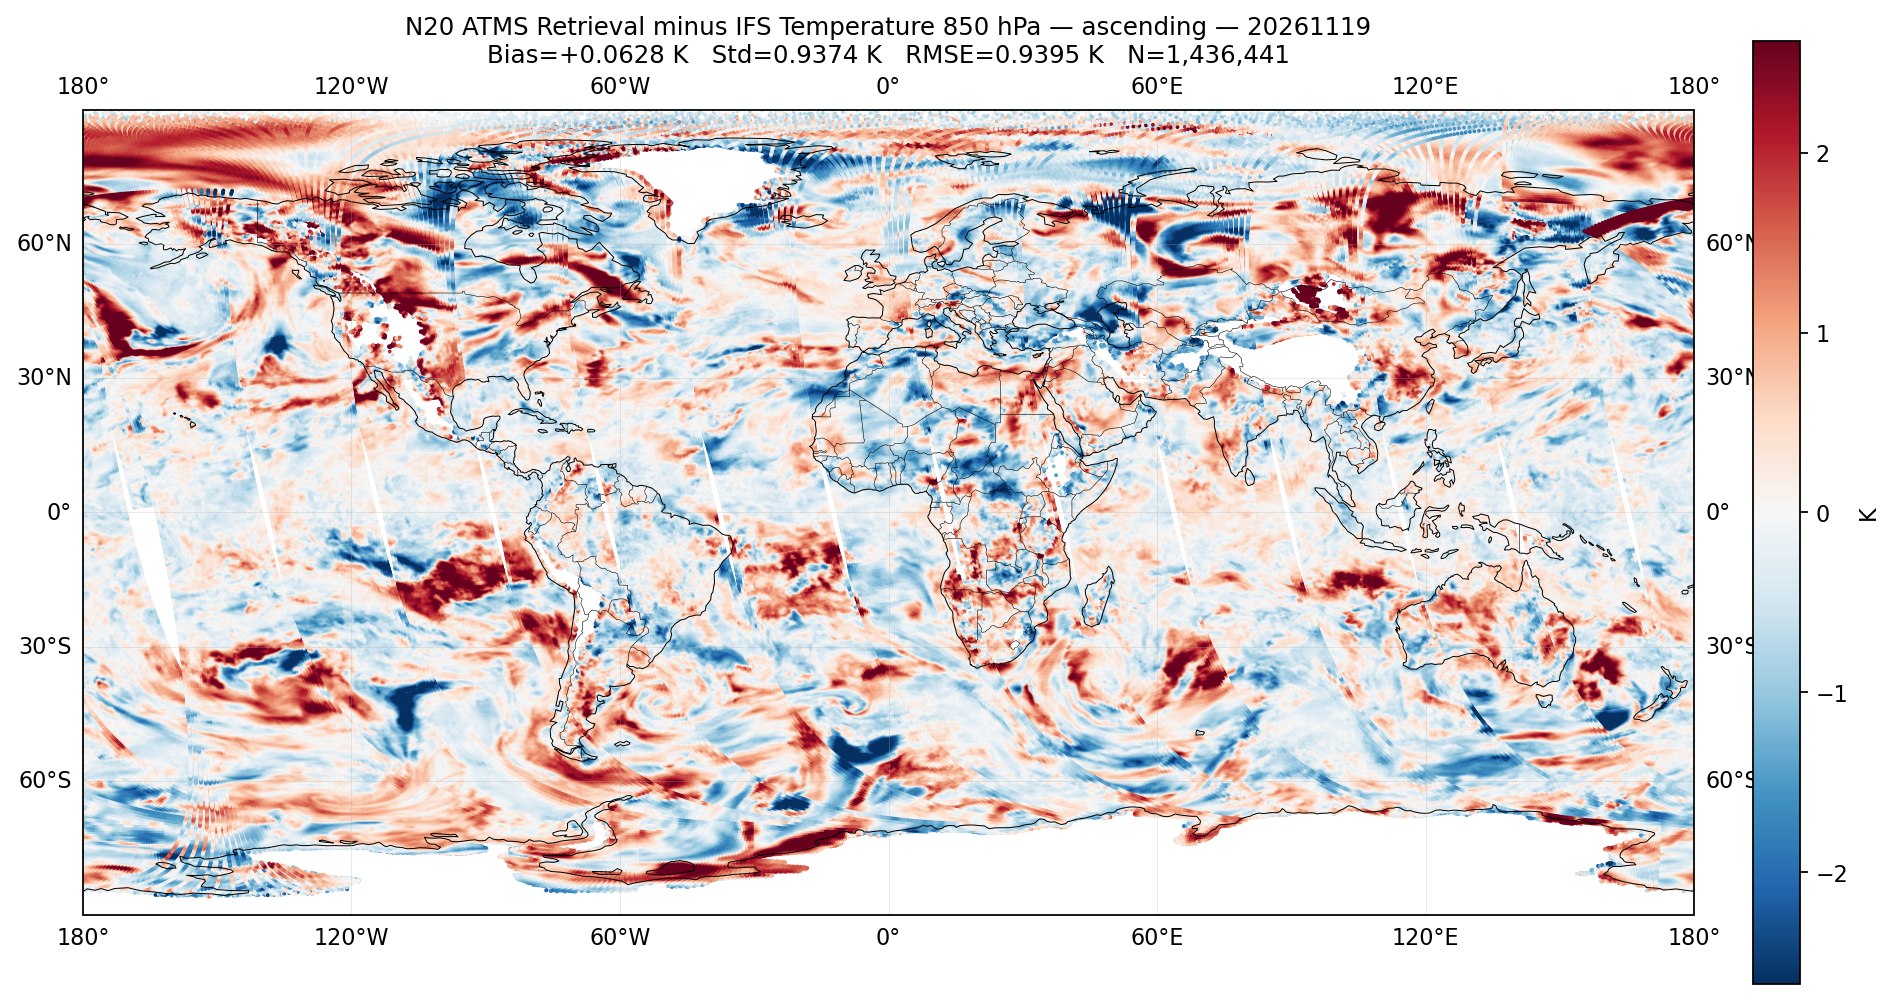 N20 ATMS Retrieval minus IFS Temperature 850 hPa — ascending — 20261119
Bias=+0.0628 K   Std=0.9374 K   RMSE=0.9395 K   N=1,436,441
180° 120°W 60°W 0° 60°E 120°E 180°
60°N 60°N
30°N 30°N
0° 0°
30°S 30°S
60°S 60°S
180° 120°W 60°W 0° 60°E 120°E 180°
2
1
0
−1
−2
K